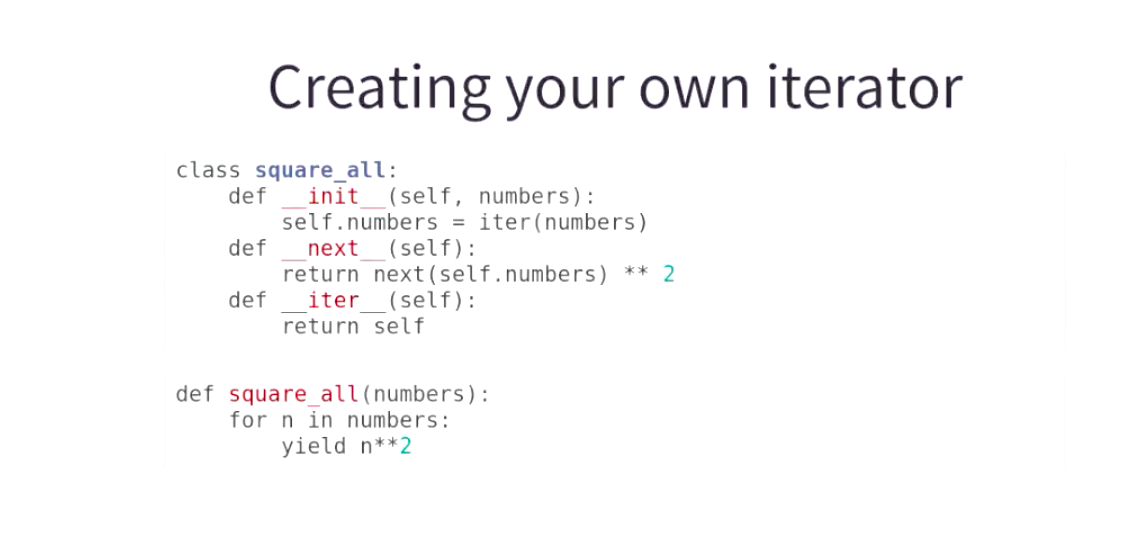 Creating your own iterator
class square_all:
    def __init__(self, numbers):
        self.numbers = iter(numbers)
    def __next__(self):
        return next(self.numbers) ** 2
    def __iter__(self):
        return self
def square_all(numbers):
    for n in numbers:
        yield n**2